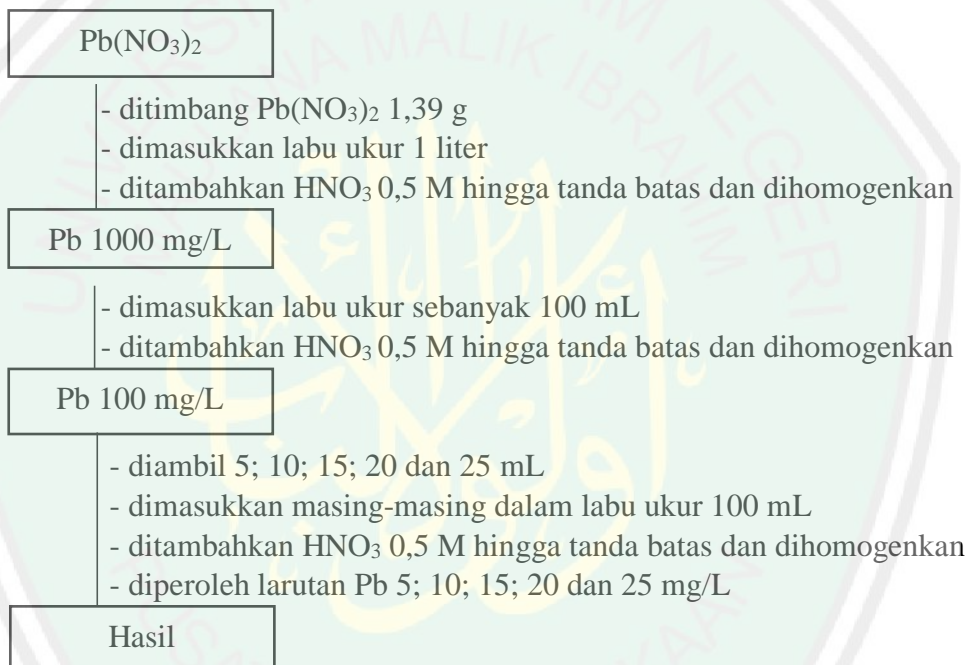 Pb(NO₃)₂
- ditimbang Pb(NO₃)₂ 1,39 g
- dimasukkan labu ukur 1 liter
- ditambahkan HNO₃ 0,5 M hingga tanda batas dan dihomogenkan
Pb 1000 mg/L
- dimasukkan labu ukur sebanyak 100 mL
- ditambahkan HNO₃ 0,5 M hingga tanda batas dan dihomogenkan
Pb 100 mg/L
- diambil 5; 10; 15; 20 dan 25 mL
- dimasukkan masing-masing dalam labu ukur 100 mL
- ditambahkan HNO₃ 0,5 M hingga tanda batas dan dihomogenkan
- diperoleh larutan Pb 5; 10; 15; 20 dan 25 mg/L
Hasil